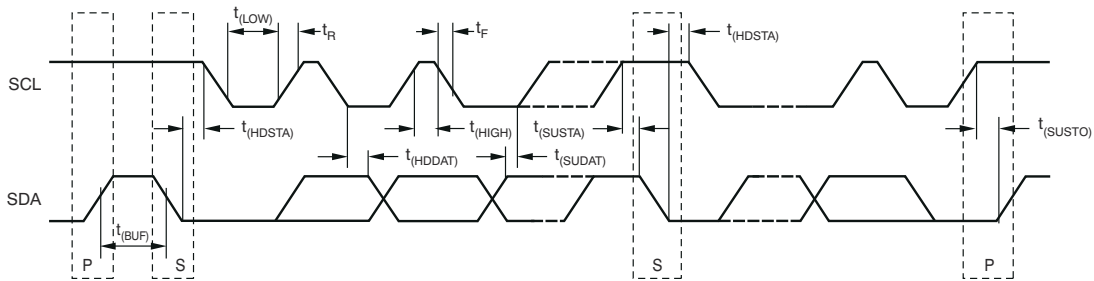 t(LOW)
tR
tF
t(HDSTA)
SCL
t(HDSTA)
t(HIGH)
t(SUSTA)
t(SUSTO)
t(HDDAT)
t(SUDAT)
SDA
t(BUF)
P
S
S
P